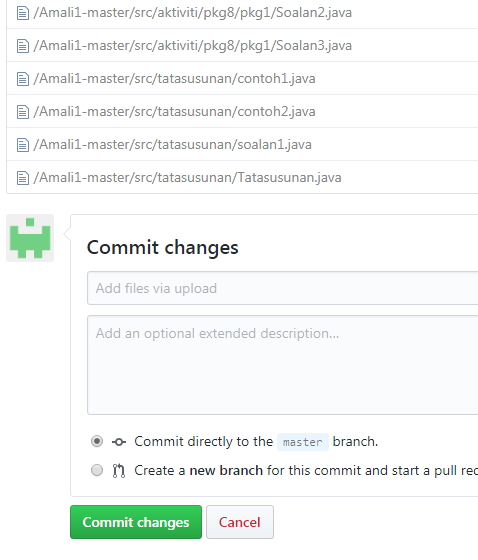 /Amali1-master/src/aktiviti/pkg8/pkg1/Soalan2.java
/Amali1-master/src/aktiviti/pkg8/pkg1/Soalan3.java
/Amali1-master/src/tatasusunan/contoh1.java
/Amali1-master/src/tatasusunan/contoh2.java
/Amali1-master/src/tatasusunan/soalan1.java
/Amali1-master/src/tatasusunan/Tatasusunan.java
Commit changes
Add files via upload
Add an optional extended description...
Commit directly to the master branch.
Create a new branch for this commit and start a pull rec
Commit changes
Cancel